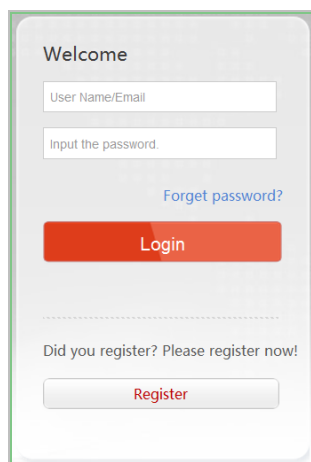 Welcome
User Name/Email
Input the password.
Forget password?
Login
Did you register? Please register now!
Register